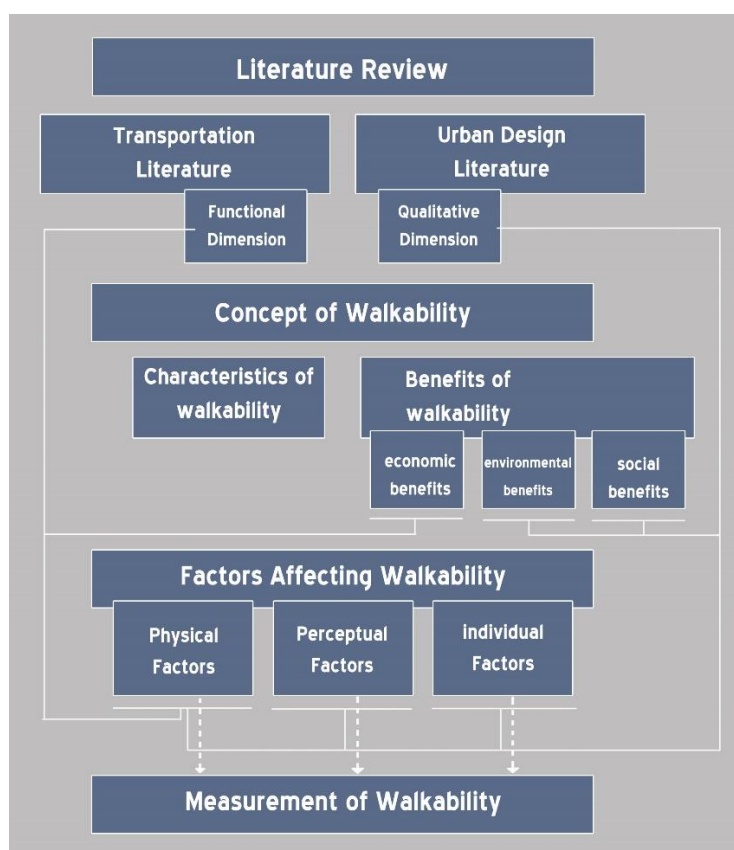 Literature Review
Transportation
Literature
Urban Design
Literature
Functional
Dimension
Qualitative
Dimension
Concept of Walkability
Characteristics of
walkability
Benefits of
walkability
economic
benefits
environmental
benefits
social
benefits
Factors Affecting Walkability
Physical
Factors
Perceptual
Factors
individual
Factors
Measurement of Walkability